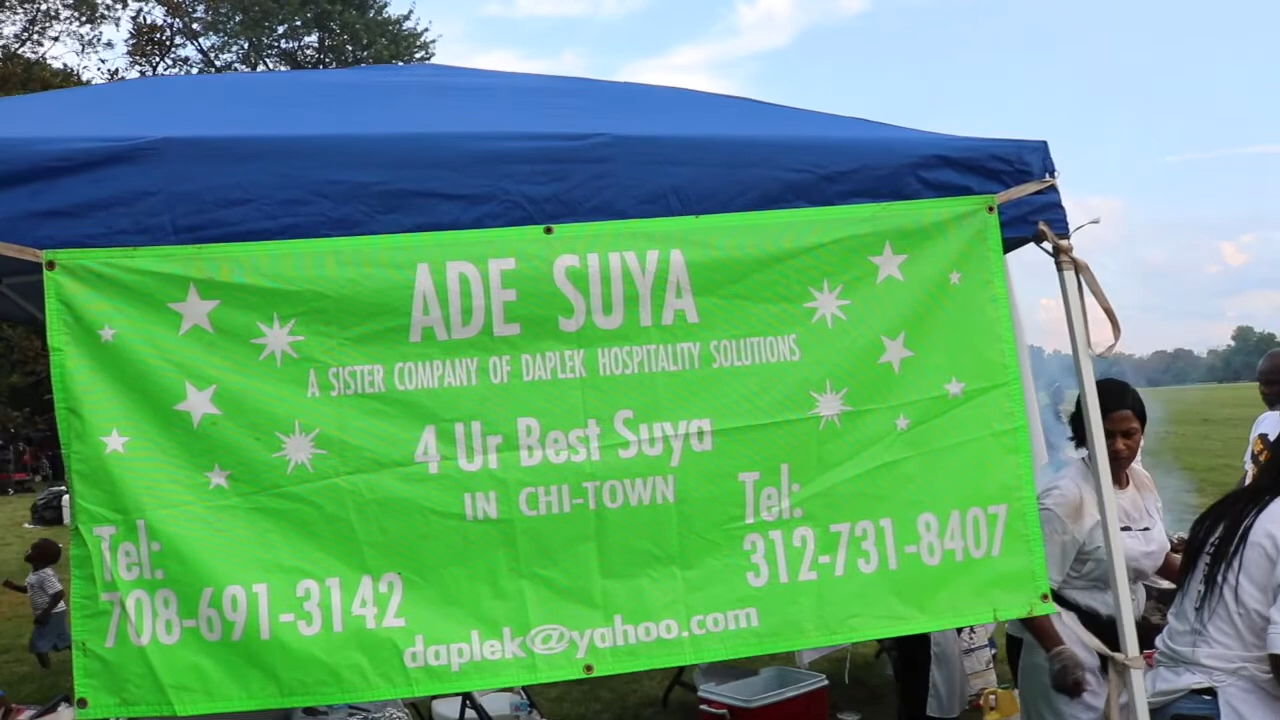 ADE SUYA
A SISTER COMPANY OF DAPLEK HOSPITALITY SOLUTIONS
4 Ur Best Suya
IN CHI-TOWN
Tel:
708-691-3142
Tel:
312-731-8407
daplek@yahoo.com